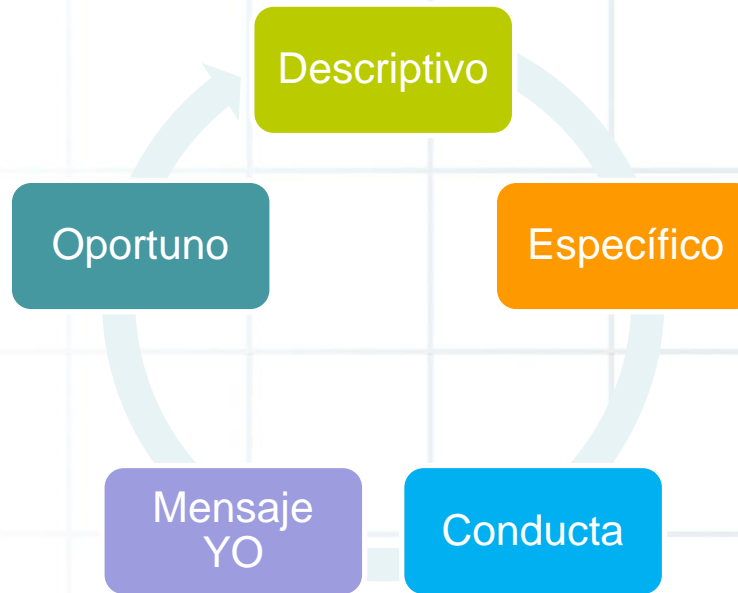 Descriptivo
Específico
Conducta
Mensaje
YO
Oportuno